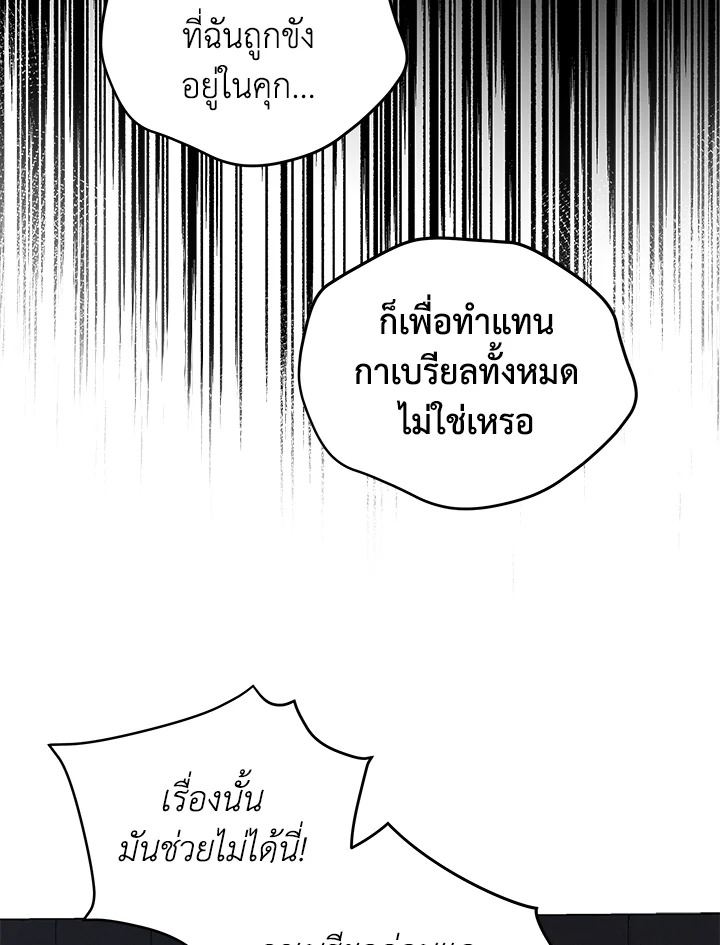 ที่ฉันถูกขัง
อยู่ในคุก...
ก็เพื่อทำแทน
กาเบรียลทั้งหมด
ไม่ใช่เหรอ
เรื่องนั้น
มันช่วยไม่ได้นี่!